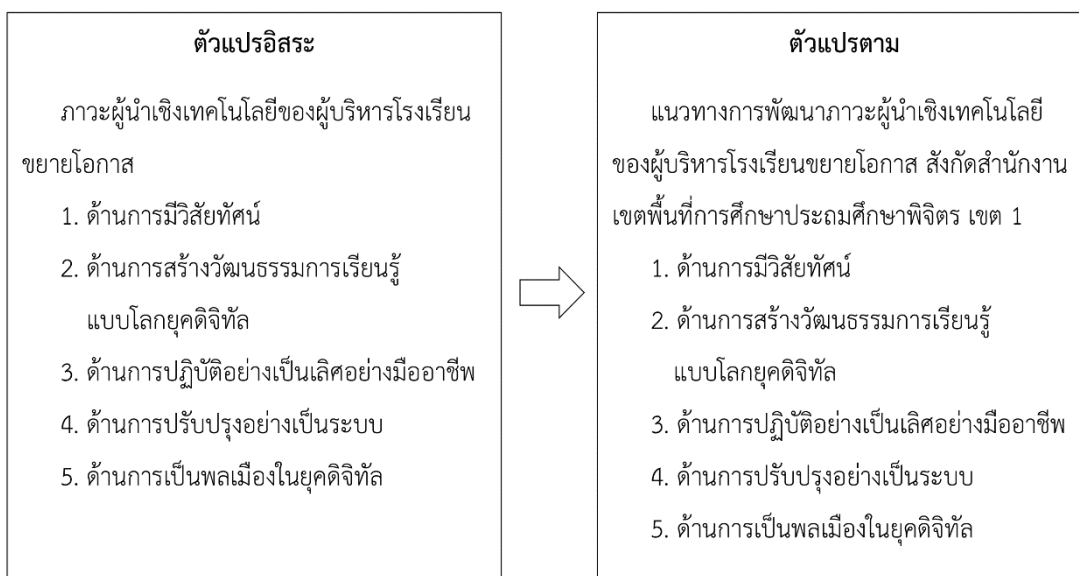 ตัวแปรอิสระ
ภาวะผู้นำเชิงเทคโนโลยีของผู้บริหารโรงเรียน
ขยายโอกาส
1. ด้านการมีวิสัยทัศน์
2. ด้านการสร้างวัฒนธรรมการเรียนรู้
แบบโลกยุคดิจิทัล
3. ด้านการปฏิบัติอย่างเป็นเลิศอย่างมืออาชีพ
4. ด้านการปรับปรุงอย่างเป็นระบบ
5. ด้านการเป็นพลเมืองในยุคดิจิทัล
ตัวแปรตาม
แนวทางการพัฒนาภาวะผู้นำเชิงเทคโนโลยี
ของผู้บริหารโรงเรียนขยายโอกาส สังกัดสำนักงาน
เขตพื้นที่การศึกษาประถมศึกษาพิจิตร เขต 1
1. ด้านการมีวิสัยทัศน์
2. ด้านการสร้างวัฒนธรรมการเรียนรู้
แบบโลกยุคดิจิทัล
3. ด้านการปฏิบัติอย่างเป็นเลิศอย่างมืออาชีพ
4. ด้านการปรับปรุงอย่างเป็นระบบ
5. ด้านการเป็นพลเมืองในยุคดิจิทัล